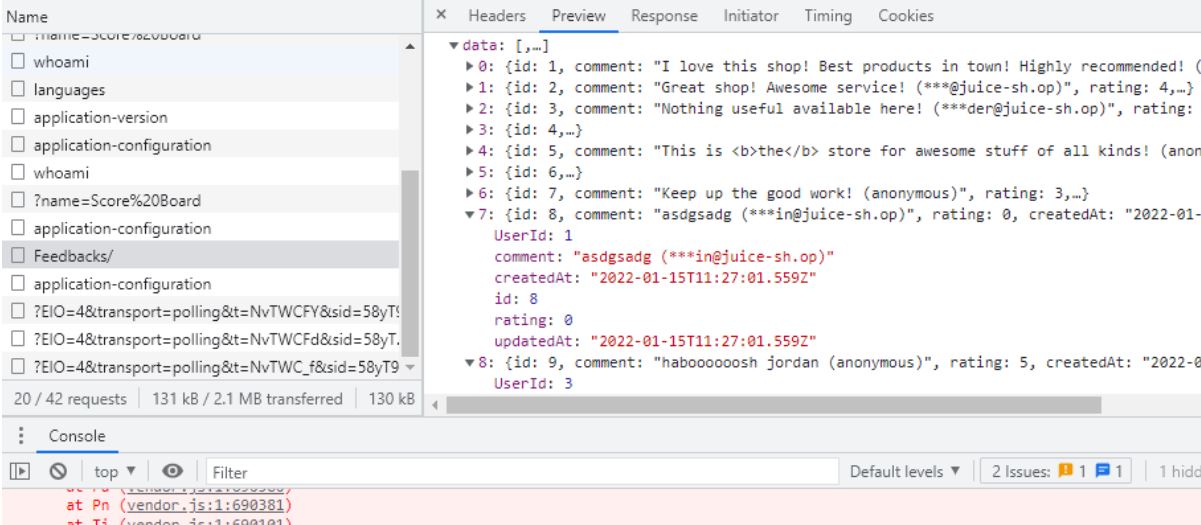 Name
?name=Score%20Board
whoami
languages
application-version
application-configuration
whoami
?name=Score%20Board
application-configuration
Feedbacks/
application-configuration
?EIO=4&transport=polling&t=NvTWCFY&sid=58yT9
?EIO=4&transport=polling&t=NvTWCFd&sid=58yT.
?EIO=4&transport=polling&t=NvTWC_f&sid=58yT9
20 / 42 requests 131 kB / 2.1 MB transferred 130 kB
× Headers Preview Response Initiator Timing Cookies
▼data: [,…]
▶0: {id: 1, comment: "I love this shop! Best products in town! Highly recommended! (
▶1: {id: 2, comment: "Great shop! Awesome service! (***@juice-sh.op)", rating: 4,…}
▶2: {id: 3, comment: "Nothing useful available here! (***der@juice-sh.op)", rating:
▶3: {id: 4,…}
▶4: {id: 5, comment: "This is <b>the</b> store for awesome stuff of all kinds! (anon
▶5: {id: 6,…}
▶6: {id: 7, comment: "Keep up the good work! (anonymous)", rating: 3,…}
▼7: {id: 8, comment: "asdgsadg (***in@juice-sh.op)", rating: 0, createdAt: "2022-01-
UserId: 1
comment: "asdgsadg (***in@juice-sh.op)"
createdAt: "2022-01-15T11:27:01.559Z"
id: 8
rating: 0
updatedAt: "2022-01-15T11:27:01.559Z"
▼8: {id: 9, comment: "haboooooosh jordan (anonymous)", rating: 5, createdAt: "2022-0
UserId: 3
Console
top ▼ Filter Default levels ▼ 2 Issues: 1 1 1 hidd
at Pn (vendor.js:1:690381)
at Ti (vendor.js:1:690101)